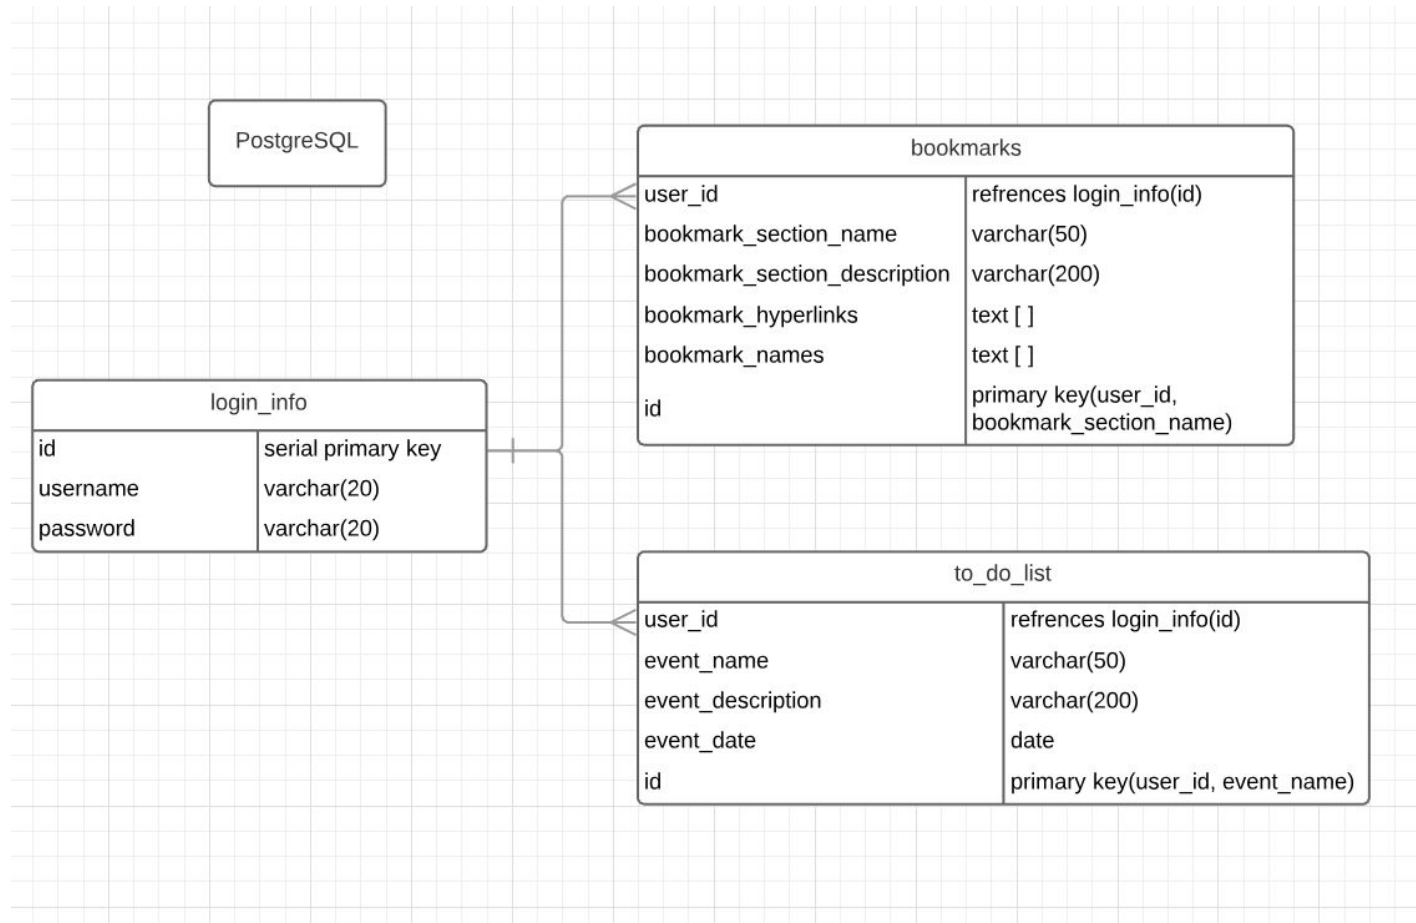 PostgreSQL
bookmarks
user_id refrences login_info(id)
bookmark_section_name varchar(50)
bookmark_section_description varchar(200)
bookmark_hyperlinks text [ ]
bookmark_names text [ ]
id primary key(user_id,
bookmark_section_name)
login_info
id serial primary key
username varchar(20)
password varchar(20)
to_do_list
user_id refrences login_info(id)
event_name varchar(50)
event_description varchar(200)
event_date date
id primary key(user_id, event_name)